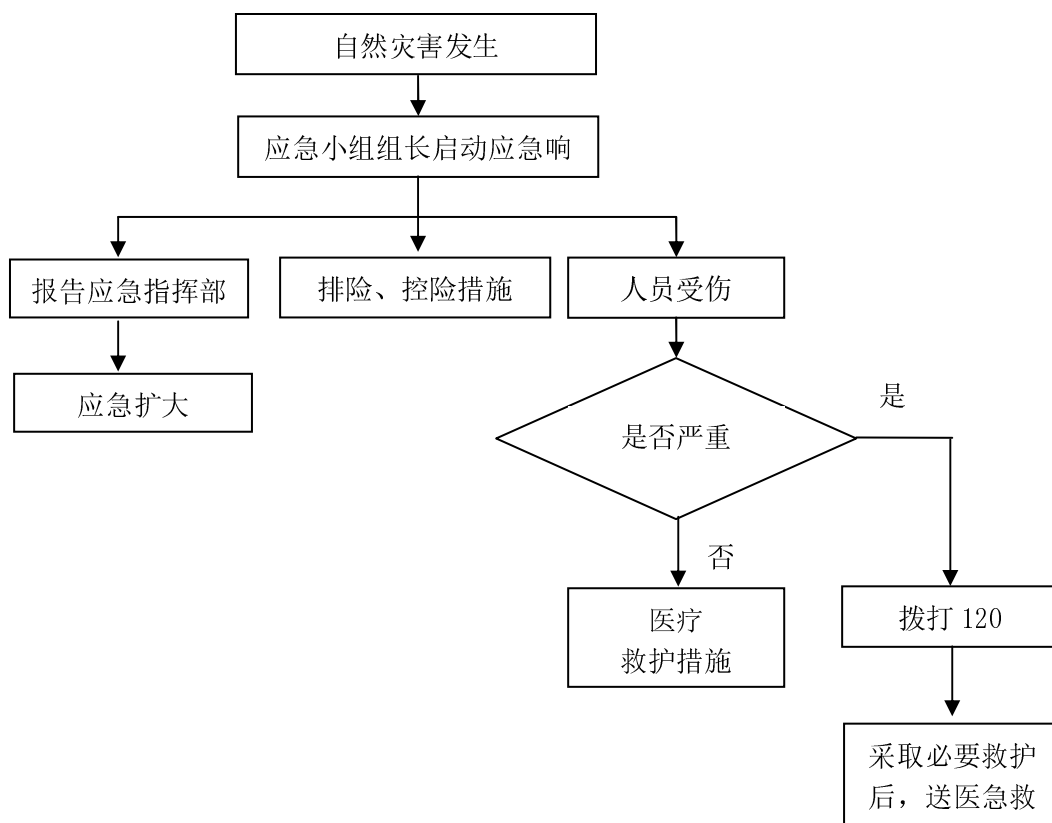 自然灾害发生
应急小组组长启动应急响
报告应急指挥部
排险、控险措施
人员受伤
应急扩大
是
是否严重
否
医疗
救护措施
拨打 120
采取必要救护
后，送医急救